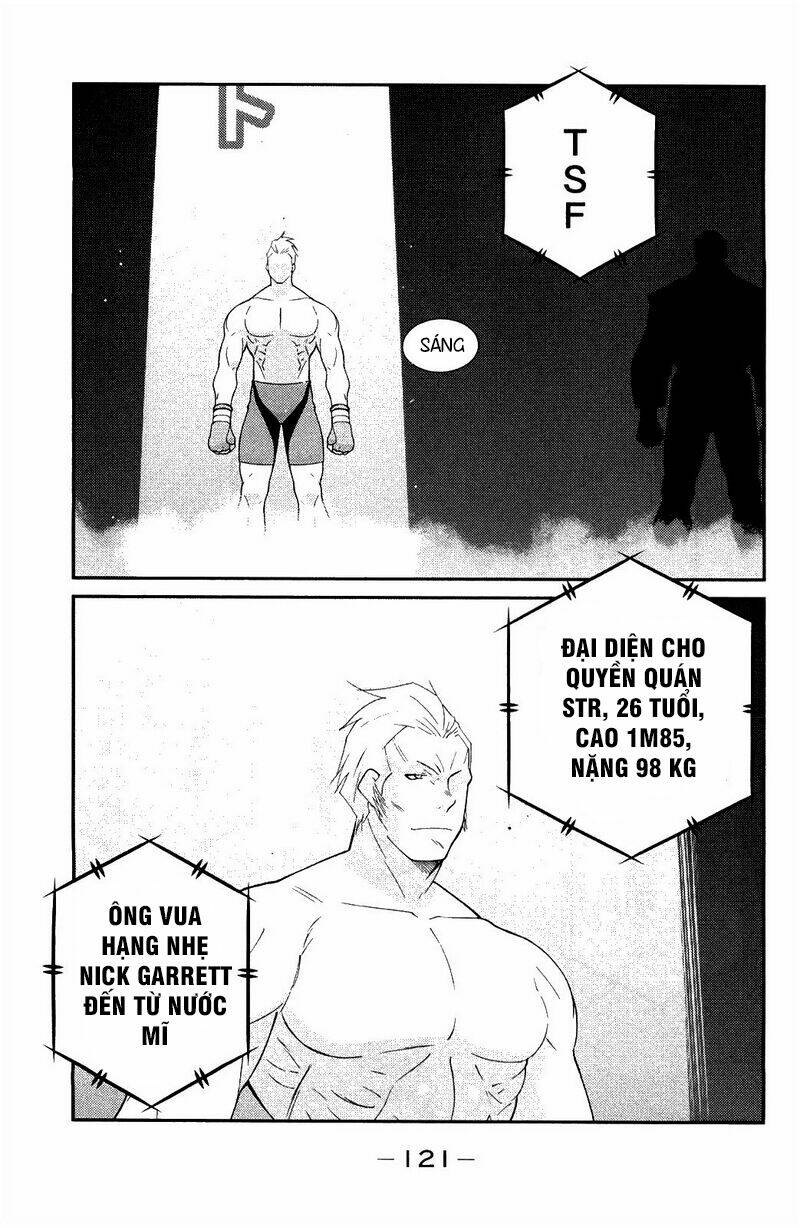 ト
T
S
F
SÁNG
ĐẠI DIỆN CHO
QUYỀN QUÁN
STR, 26 TUỔI,
CAO 1M85,
NẶNG 98 KG
ÔNG VUA
HẠNG NHẸ
NICK GARRETT
ĐẾN TỪ NƯỚC
MĨ
-121-